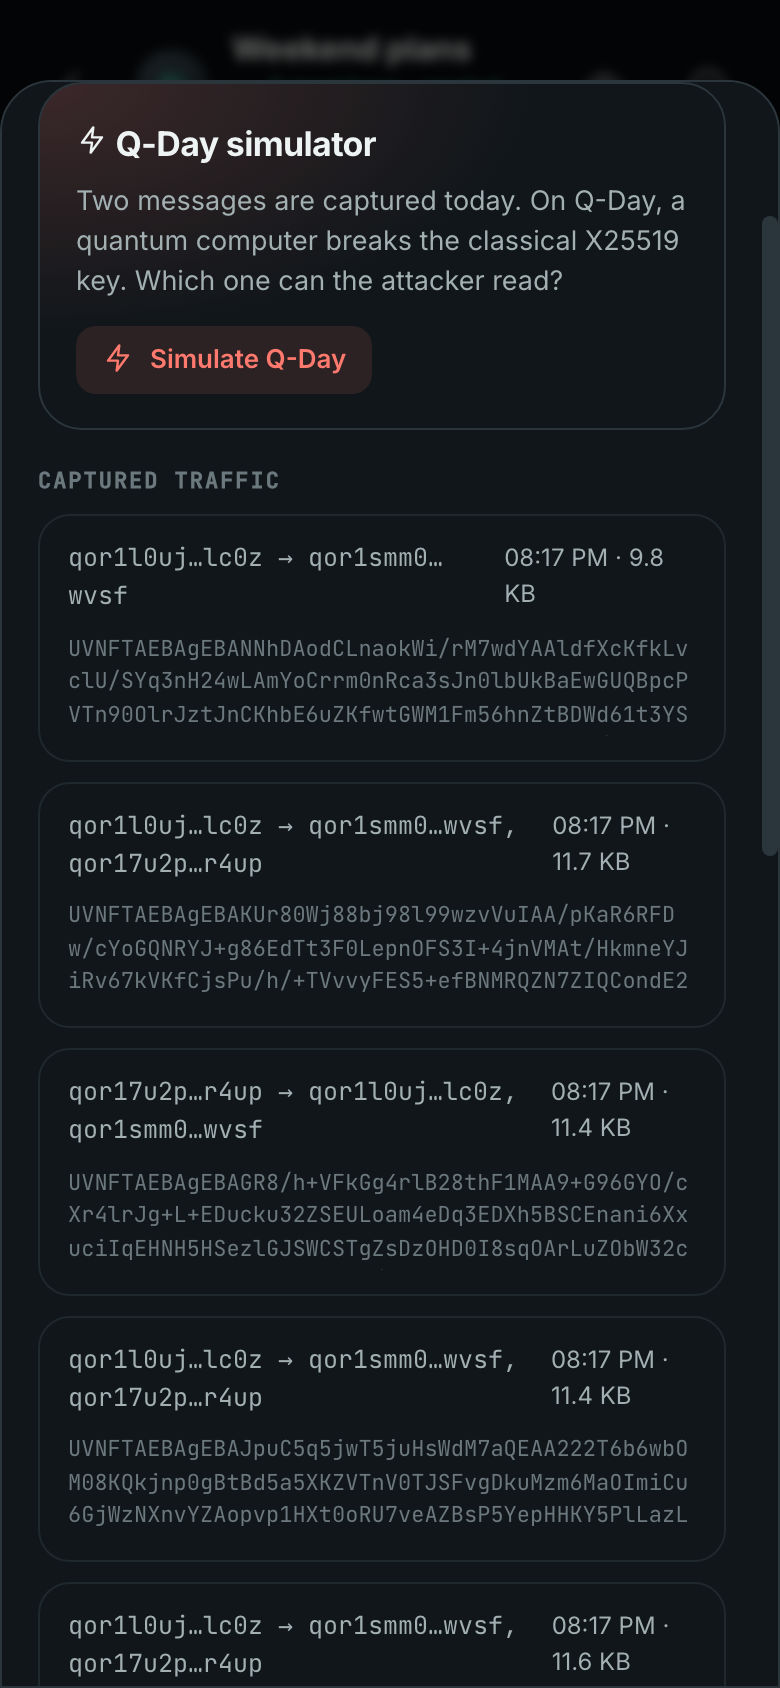 Weekend plans
Q-Day simulator
Two messages are captured today. On Q-Day, a
quantum computer breaks the classical X25519
key. Which one can the attacker read?
Simulate Q-Day
CAPTURED TRAFFIC
qor1l0uj…lc0z → qor1smm0…
wvsf
08:17 PM · 9.8
KB
UVNFTAEBAgEBANNhDAodCLnaokWi/rM7wdYAAldfXcKfkLv
clU/SYq3nH24wLAmYoCrrm0nRca3sJn0lbUkBaEwGUQBpcP
VTn90OlrJztJnCKhbE6uZKfwtGWM1Fm56hnZtBDWd61t3YS
qor1l0uj…lc0z → qor1smm0…wvsf,
qor17u2p…r4up
08:17 PM ·
11.7 KB
UVNFTAEBAgEBAKUr80Wj88bj98l99wzvVuIAA/pKaR6RFD
w/cYoGQNRYJ+g86EdTt3F0LepnOFS3I+4jnVMAt/HkmneYJ
iRv67kVKfCjsPu/h/+TVvvyFES5+efBNMRQZN7ZIQCondE2
qor17u2p…r4up → qor1l0uj…lc0z,
qor1smm0…wvsf
08:17 PM ·
11.4 KB
UVNFTAEBAgEBAGR8/h+VFkGg4rlB28thF1MAA9+G96GYO/c
Xr4lrJg+L+EDucku32ZSEULoam4eDq3EDXh5BSCEnani6Xx
uciIqEHNH5HSezlGJSWCSTgZsDzOHD0I8sqOArLuZObW32c
qor1l0uj…lc0z → qor1smm0…wvsf,
qor17u2p…r4up
08:17 PM ·
11.4 KB
UVNFTAEBAgEBAJpuC5q5jwT5juHsWdM7aQEAA222T6b6wbO
M08KQkjnp0gBtBd5a5XKZVTnV0TJSFvgDkuMzm6MaOImiCu
6GjWzNXnvYZAopvp1HXt0oRU7veAZBsP5YepHHKY5PlLazL
qor1l0uj…lc0z → qor1smm0…wvsf,
qor17u2p…r4up
08:17 PM ·
11.6 KB